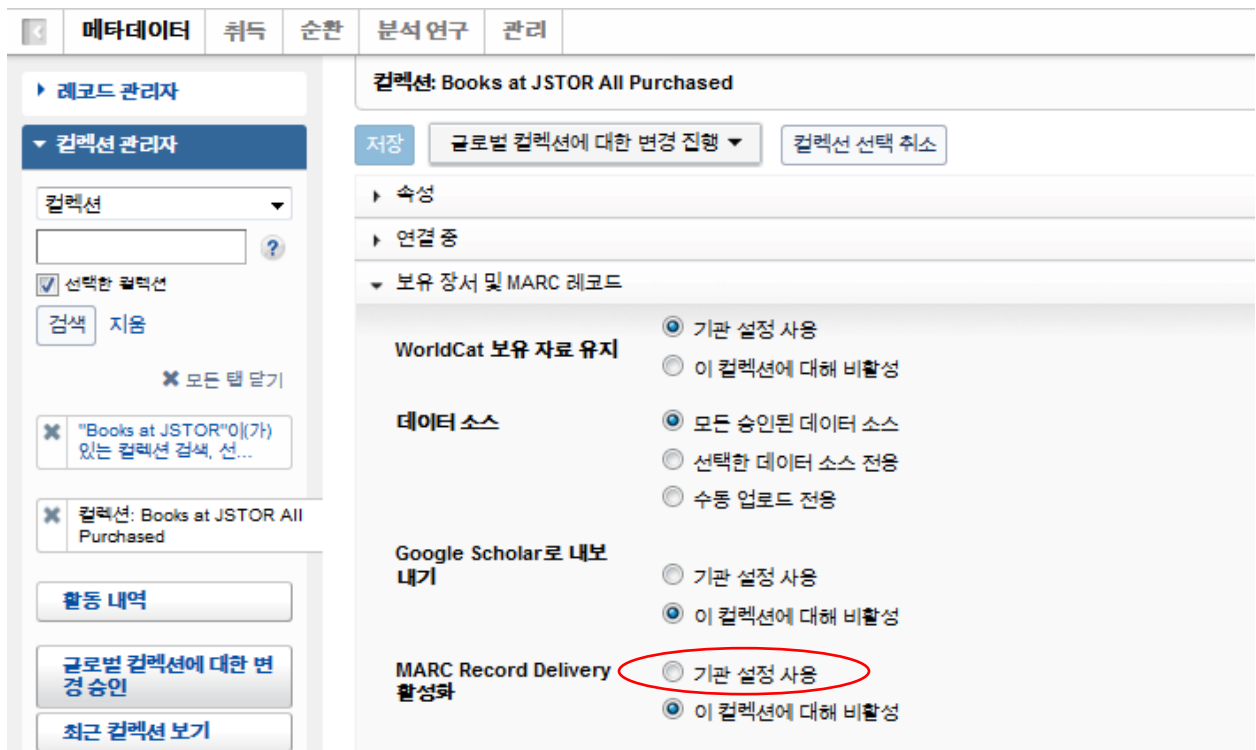 메타데이터 취득 순환 분석 연구 관리
레코드 관리자
컬렉션 관리자
컬렉션
?
선택한 컬렉션
검색 지움
모든 탭 닫기
"Books at JSTOR"이(가)
있는 컬렉션 검색, 선...
컬렉션: Books at JSTOR All
Purchased
활동 내역
글로벌 컬렉션에 대한 변
경 승인
최근 컬렉션 보기
컬렉션: Books at JSTOR All Purchased
저장 글로벌 컬렉션에 대한 변경 진행 컬렉션 선택 취소
속성
연결 중
보유 장서 및 MARC 레코드
WorldCat 보유 자료 유지
기관 설정 사용
이 컬렉션에 대해 비활성
데이터 소스
모든 승인된 데이터 소스
선택한 데이터 소스 전용
수동 업로드 전용
Google Scholar로 내보
내기
기관 설정 사용
이 컬렉션에 대해 비활성
MARC Record Delivery
활성화
기관 설정 사용
이 컬렉션에 대해 비활성